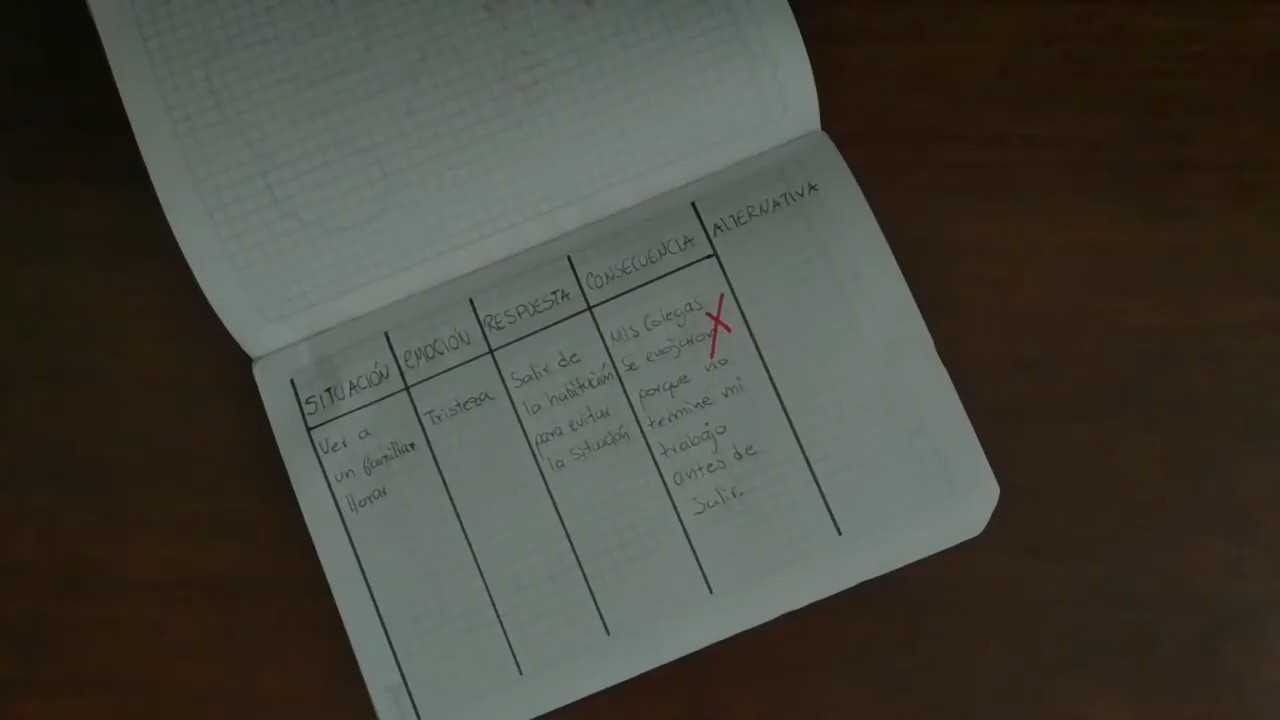 SITUACIÓN
EMOCIÓN
RESPUESTA
CONSECUENCIA
ALTERNATIVA
Ver a
un familiar
llorar
Tristeza
Salir de
la habitación
para evitar
la situación
Mis colegas
se enojaron
porque no
termine mi
trabajo
antes de
salir.